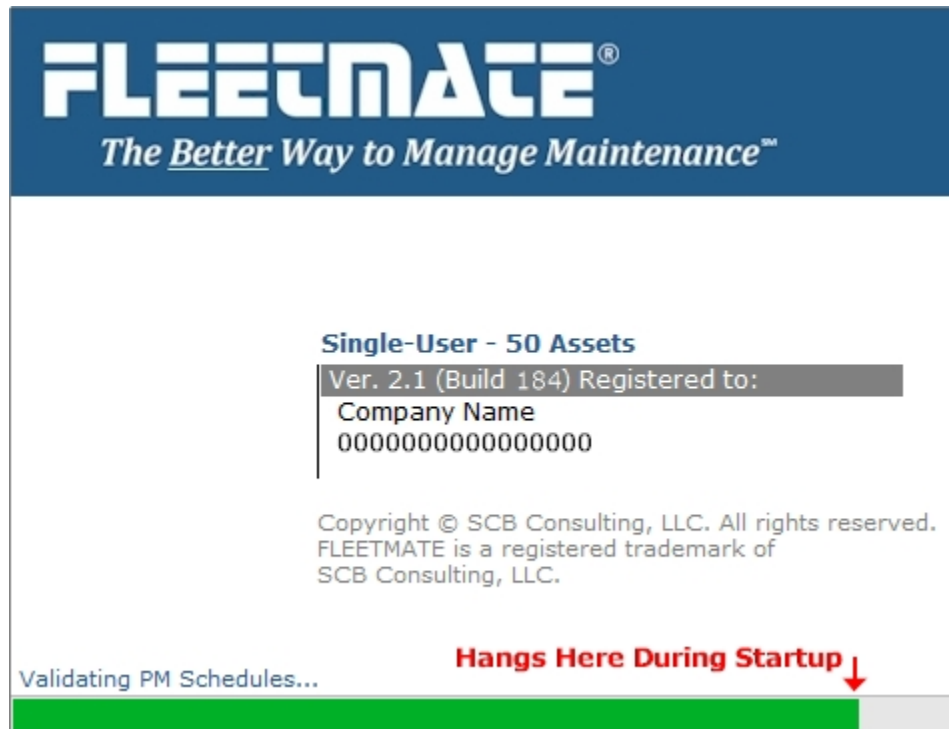 FLEETMATE®
The Better Way to Manage Maintenance℠
Single-User - 50 Assets
Ver. 2.1 (Build 184) Registered to:
Company Name
0000000000000000
Copyright © SCB Consulting, LLC. All rights reserved.
FLEETMATE is a registered trademark of
SCB Consulting, LLC.
Hangs Here During Startup
Validating PM Schedules...